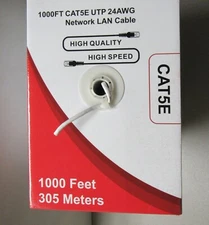 1000FT CAT5E UTP 24AWG
Network LAN Cable
HIGH QUALITY
HIGH SPEED
CAT5E
1000 Feet
305 Meters